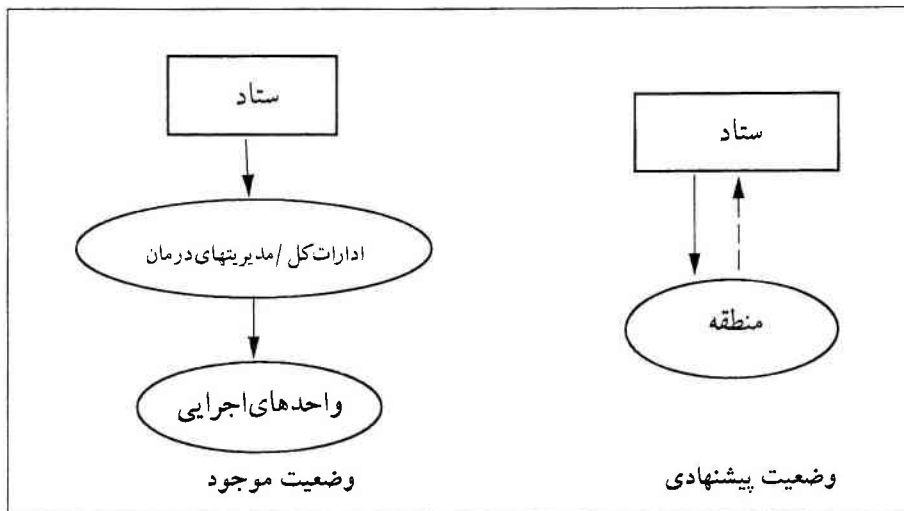 ستاد
ادارات‌کل / مدیریتهای درمان
واحدهای اجرایی
وضعیت موجود
ستاد
منطقه
وضعیت پیشنهادی